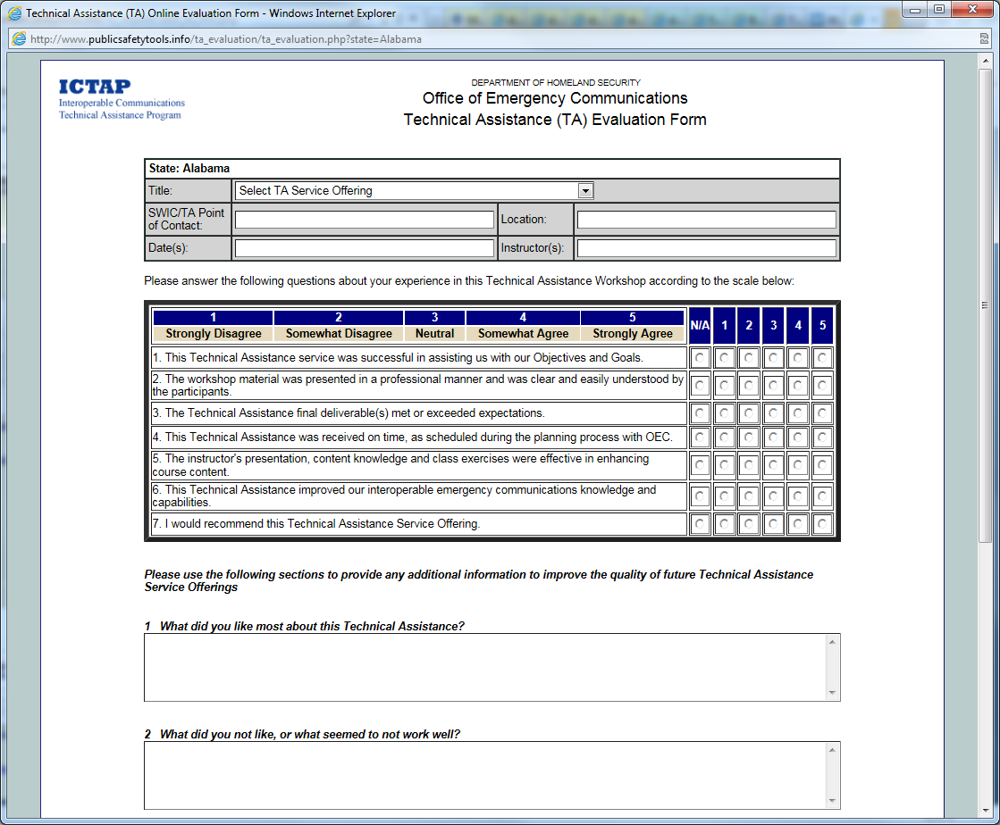 Technical Assistance (TA) Online Evaluation Form - Windows Internet Explorer
http://www.publicsafetytools.info/ta_evaluation/ta_evaluation.php?state=Alabama
ICTAP
Interoperable Communications
Technical Assistance Program
DEPARTMENT OF HOMELAND SECURITY
Office of Emergency Communications
Technical Assistance (TA) Evaluation Form
State: Alabama
Title: Select TA Service Offering
SWIC/TA Point
of Contact: Location:
Date(s): Instructor(s):
Please answer the following questions about your experience in this Technical Assistance Workshop according to the scale below:
1 2 3 4 5
Strongly Disagree Somewhat Disagree Neutral Somewhat Agree Strongly Agree
N/A 1 2 3 4 5
1. This Technical Assistance service was successful in assisting us with our Objectives and Goals.
2. The workshop material was presented in a professional manner and was clear and easily understood by
the participants.
3. The Technical Assistance final deliverable(s) met or exceeded expectations.
4. This Technical Assistance was received on time, as scheduled during the planning process with OEC.
5. The instructor's presentation, content knowledge and class exercises were effective in enhancing
course content.
6. This Technical Assistance improved our interoperable emergency communications knowledge and
capabilities.
7. I would recommend this Technical Assistance Service Offering.
Please use the following sections to provide any additional information to improve the quality of future Technical Assistance
Service Offerings
1 What did you like most about this Technical Assistance?
2 What did you not like, or what seemed to not work well?